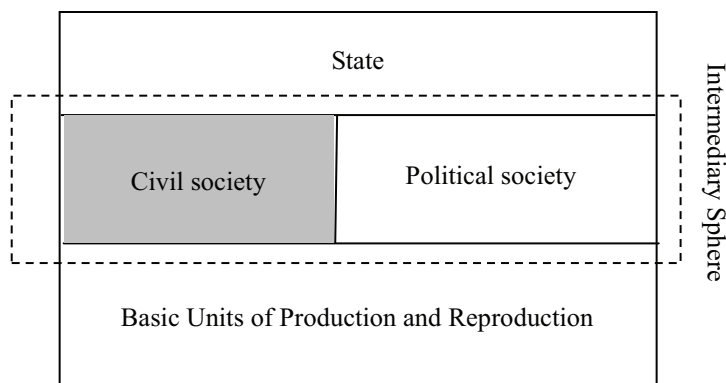 State
Civil society
Political society
Intermediary Sphere
Basic Units of Production and Reproduction